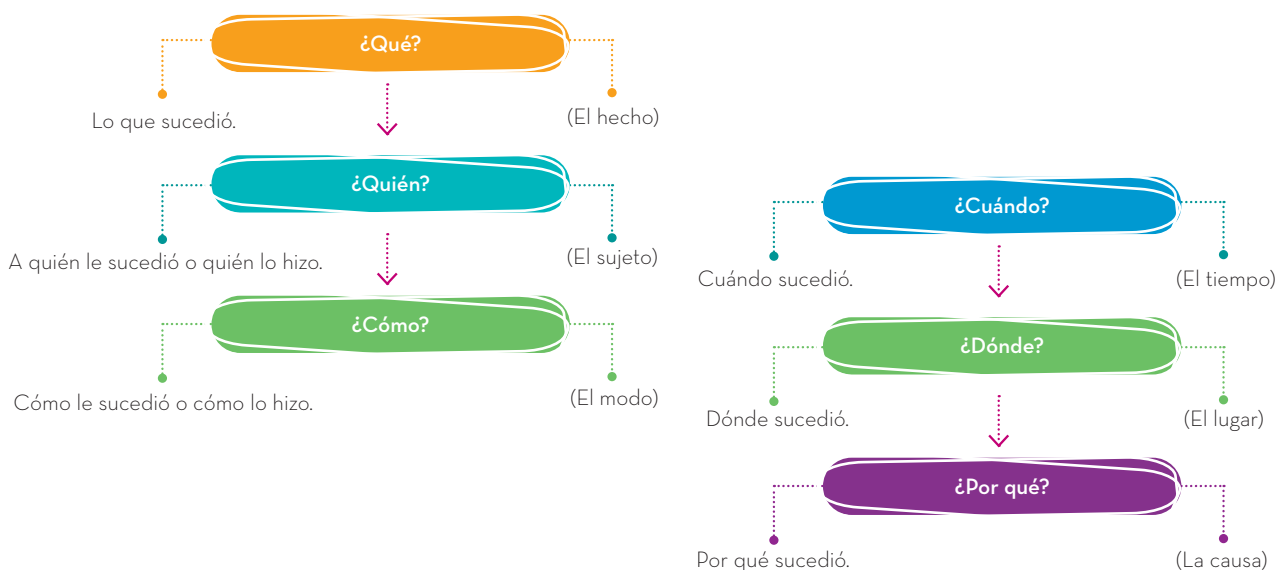 ¿Qué?
Lo que sucedió.
(El hecho)
¿Quién?
A quién le sucedió o quién lo hizo.
(El sujeto)
¿Cómo?
Cómo le sucedió o cómo lo hizo.
(El modo)
¿Cuándo?
Cuándo sucedió.
(El tiempo)
¿Dónde?
Dónde sucedió.
(El lugar)
¿Por qué?
Por qué sucedió.
(La causa)